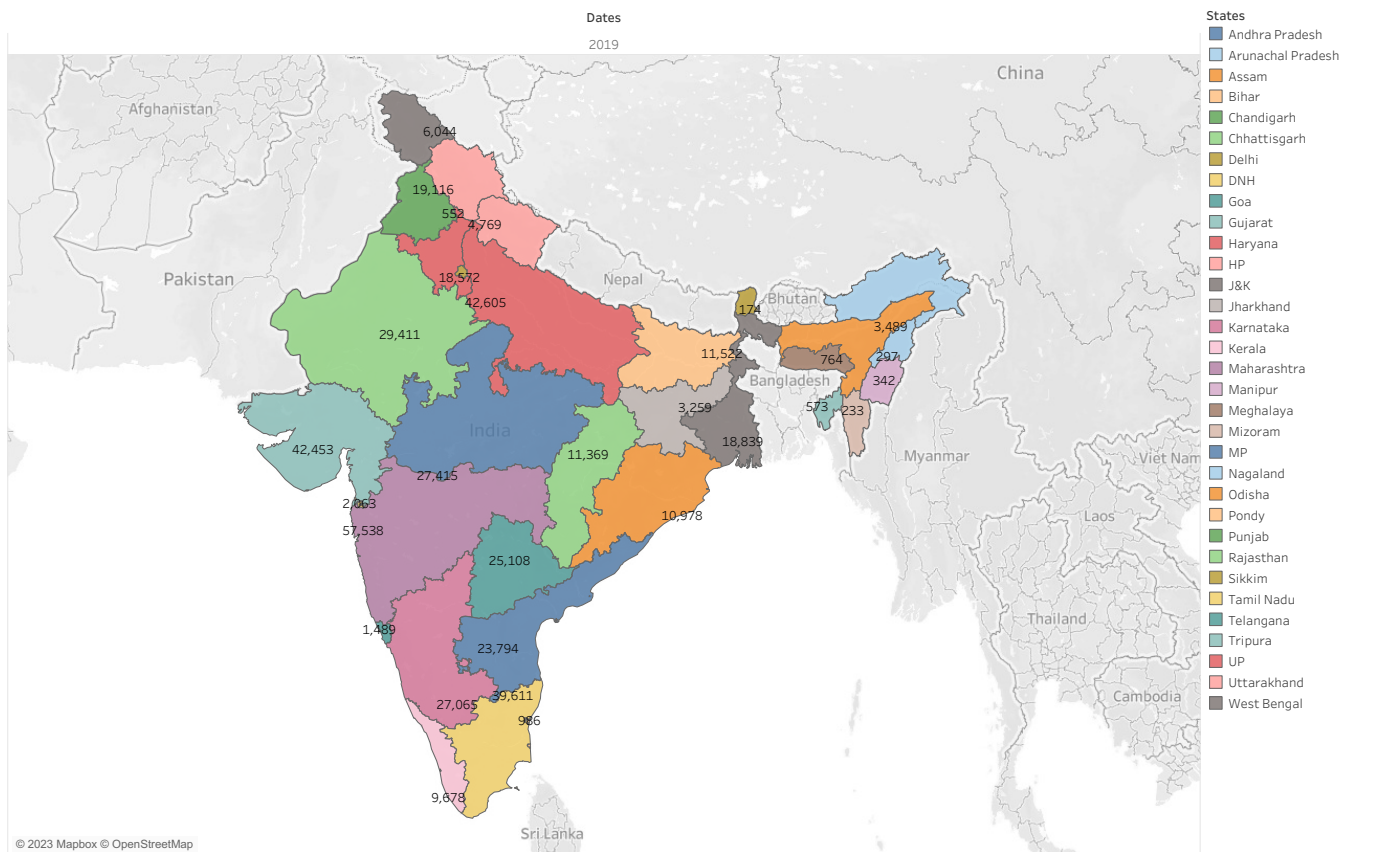 Dates
2019
China
Afghanistan
6,044
19,116
552
4,769
Pakistan
18,572
Nepal
42,605
Bhutan
174
29,411
3,489
11,522
764
297
Bangladesh
342
3,259
573
233
India
18,839
42,453
11,369
Myanmar
Viet Nam
27,415
2,063
10,978
Laos
57,538
25,108
1,489
Thailand
23,794
39,611
27,065
986
Cambodia
9,678
Sri Lanka
© 2023 Mapbox © OpenStreetMap
States
Andhra Pradesh
Arunachal Pradesh
Assam
Bihar
Chandigarh
Chhattisgarh
Delhi
DNH
Goa
Gujarat
Haryana
HP
J&K
Jharkhand
Karnataka
Kerala
Maharashtra
Manipur
Meghalaya
Mizoram
MP
Nagaland
Odisha
Pondy
Punjab
Rajasthan
Sikkim
Tamil Nadu
Telangana
Tripura
UP
Uttarakhand
West Bengal